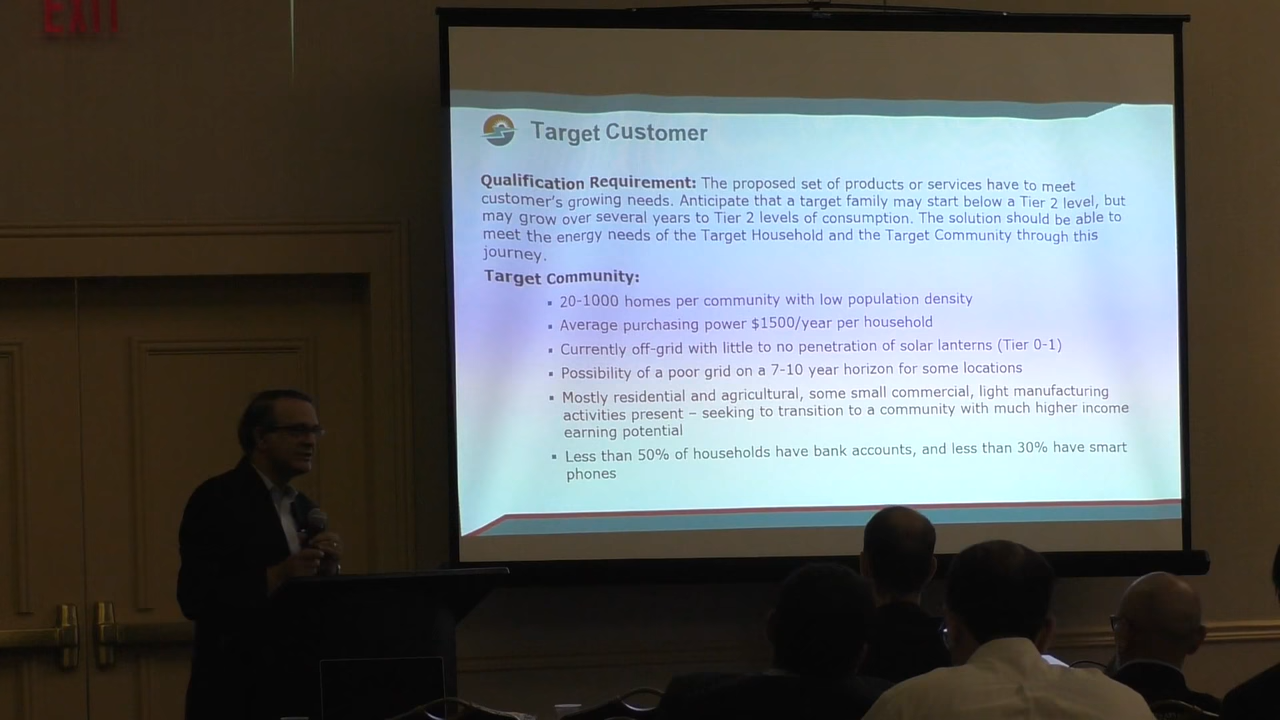 EXIT
Target Customer
Qualification Requirement: The proposed set of products or services have to meet
customer's growing needs. Anticipate that a target family may start below a Tier 2 level, but
may grow over several years to Tier 2 levels of consumption. The solution should be able to
meet the energy needs of the Target Household and the Target Community through this
journey.
Target Community:
▪ 20-1000 homes per community with low population density
▪ Average purchasing power $1500/year per household
▪ Currently off-grid with little to no penetration of solar lanterns (Tier 0-1)
▪ Possibility of a poor grid on a 7-10 year horizon for some locations
▪ Mostly residential and agricultural, some small commercial, light manufacturing
activities present – seeking to transition to a community with much higher income
earning potential
▪ Less than 50% of households have bank accounts, and less than 30% have smart
phones